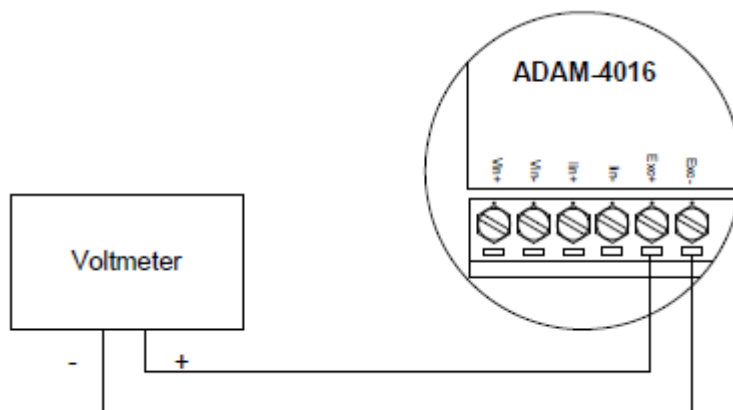 ADAM-4016
Vin+ Vin- Iin+ Iin- Exc+ Exc-
Voltmeter
- +